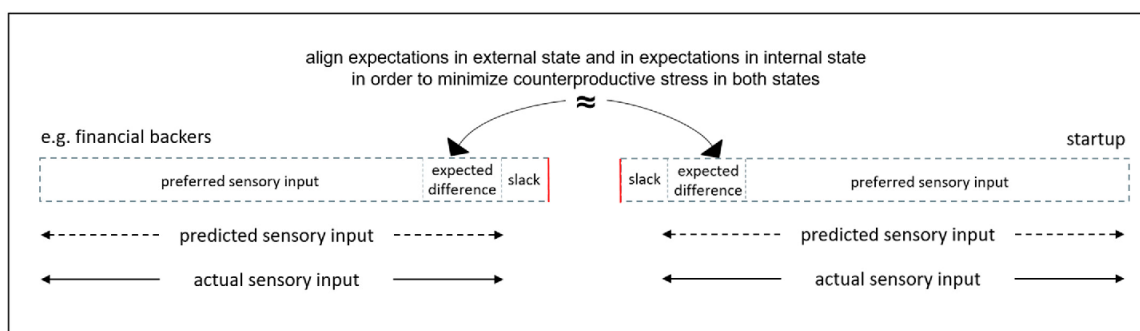 align expectations in external state and in expectations in internal state
in order to minimize counterproductive stress in both states
≈
e.g. financial backers
startup
preferred sensory input
expected
difference
slack
slack
expected
difference
preferred sensory input
predicted sensory input
predicted sensory input
actual sensory input
actual sensory input